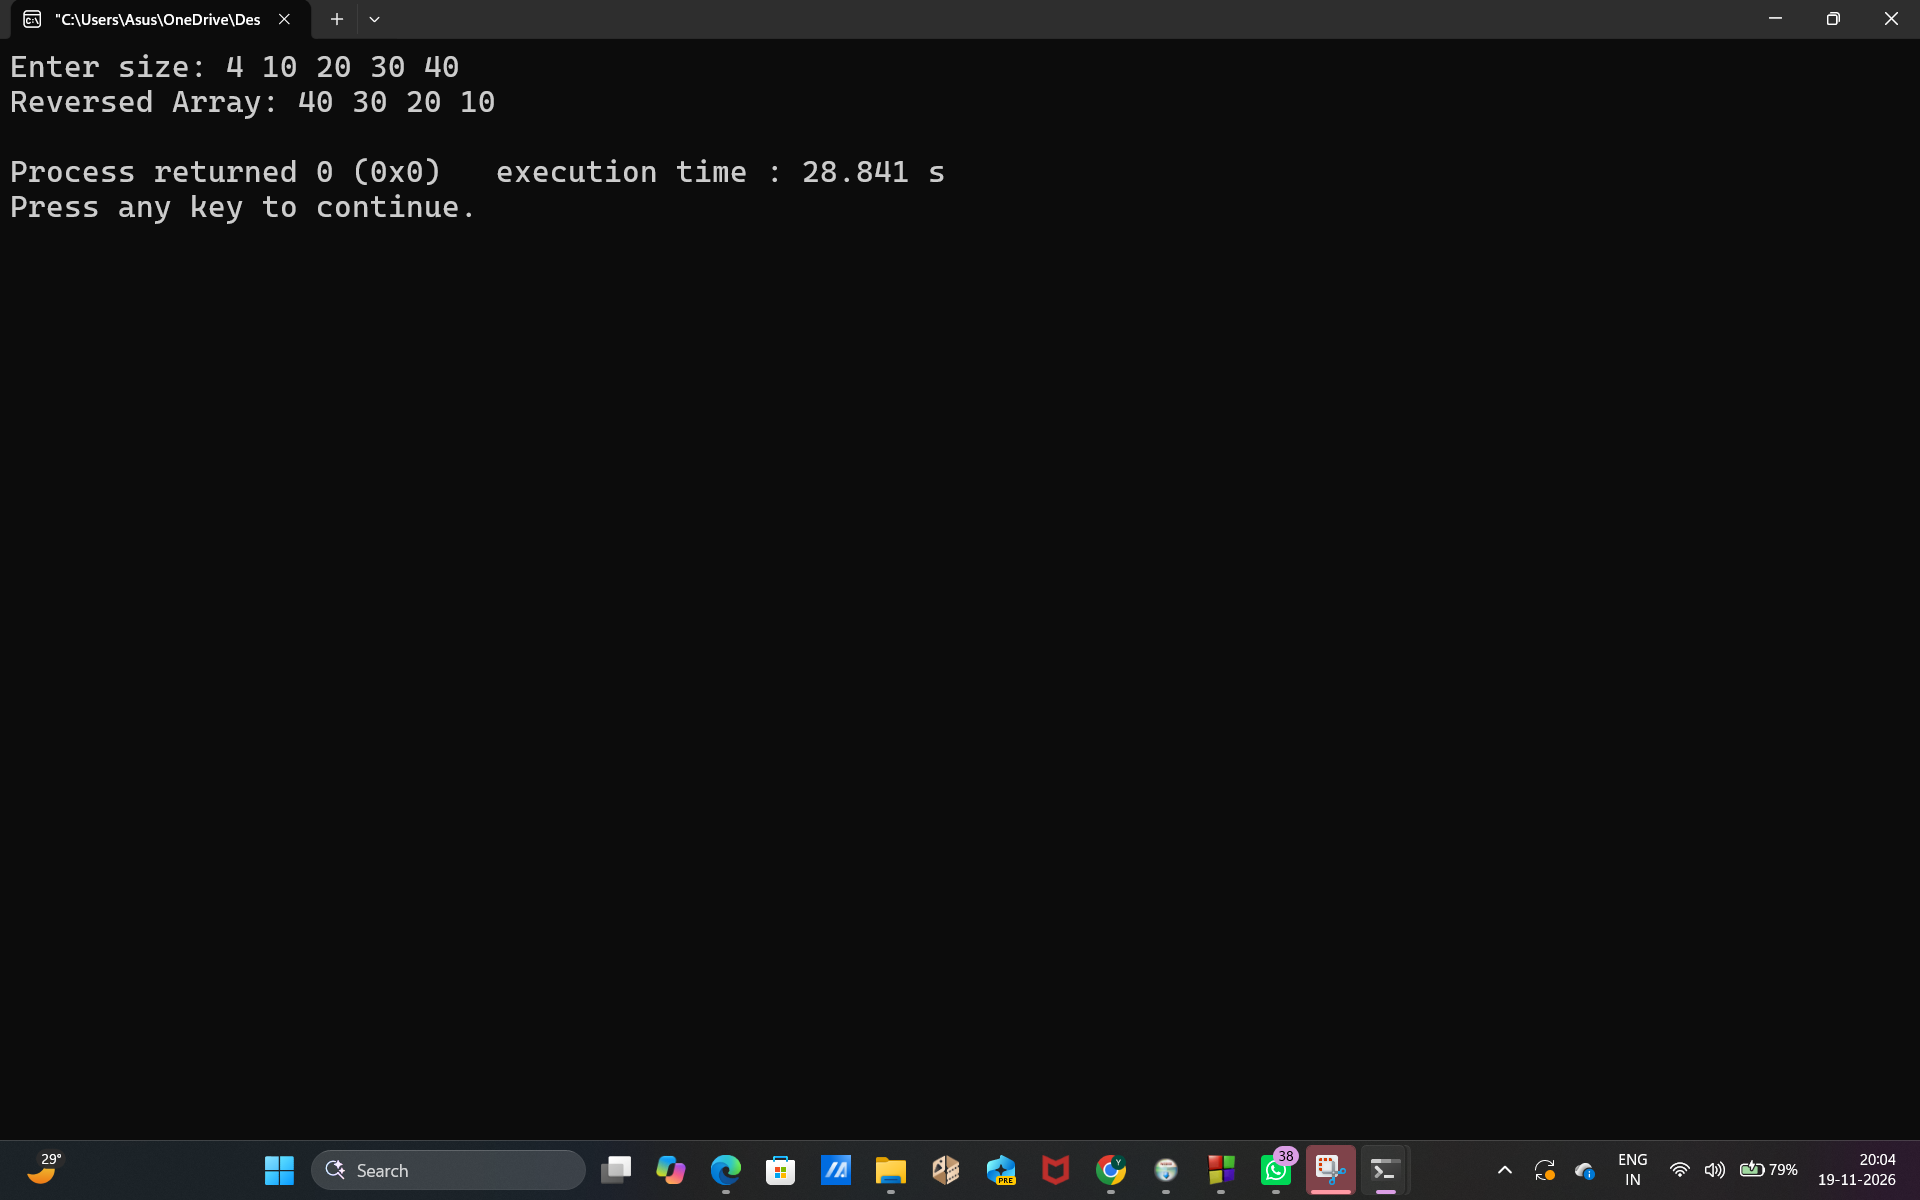 "C:\Users\Asus\OneDrive\Des
Enter size: 4 10 20 30 40
Reversed Array: 40 30 20 10
Process returned 0 (0x0)   execution time : 28.841 s
Press any key to continue.
29°
Search
PRE
Y
38
ENG
IN
79%
20:04
19-11-2026